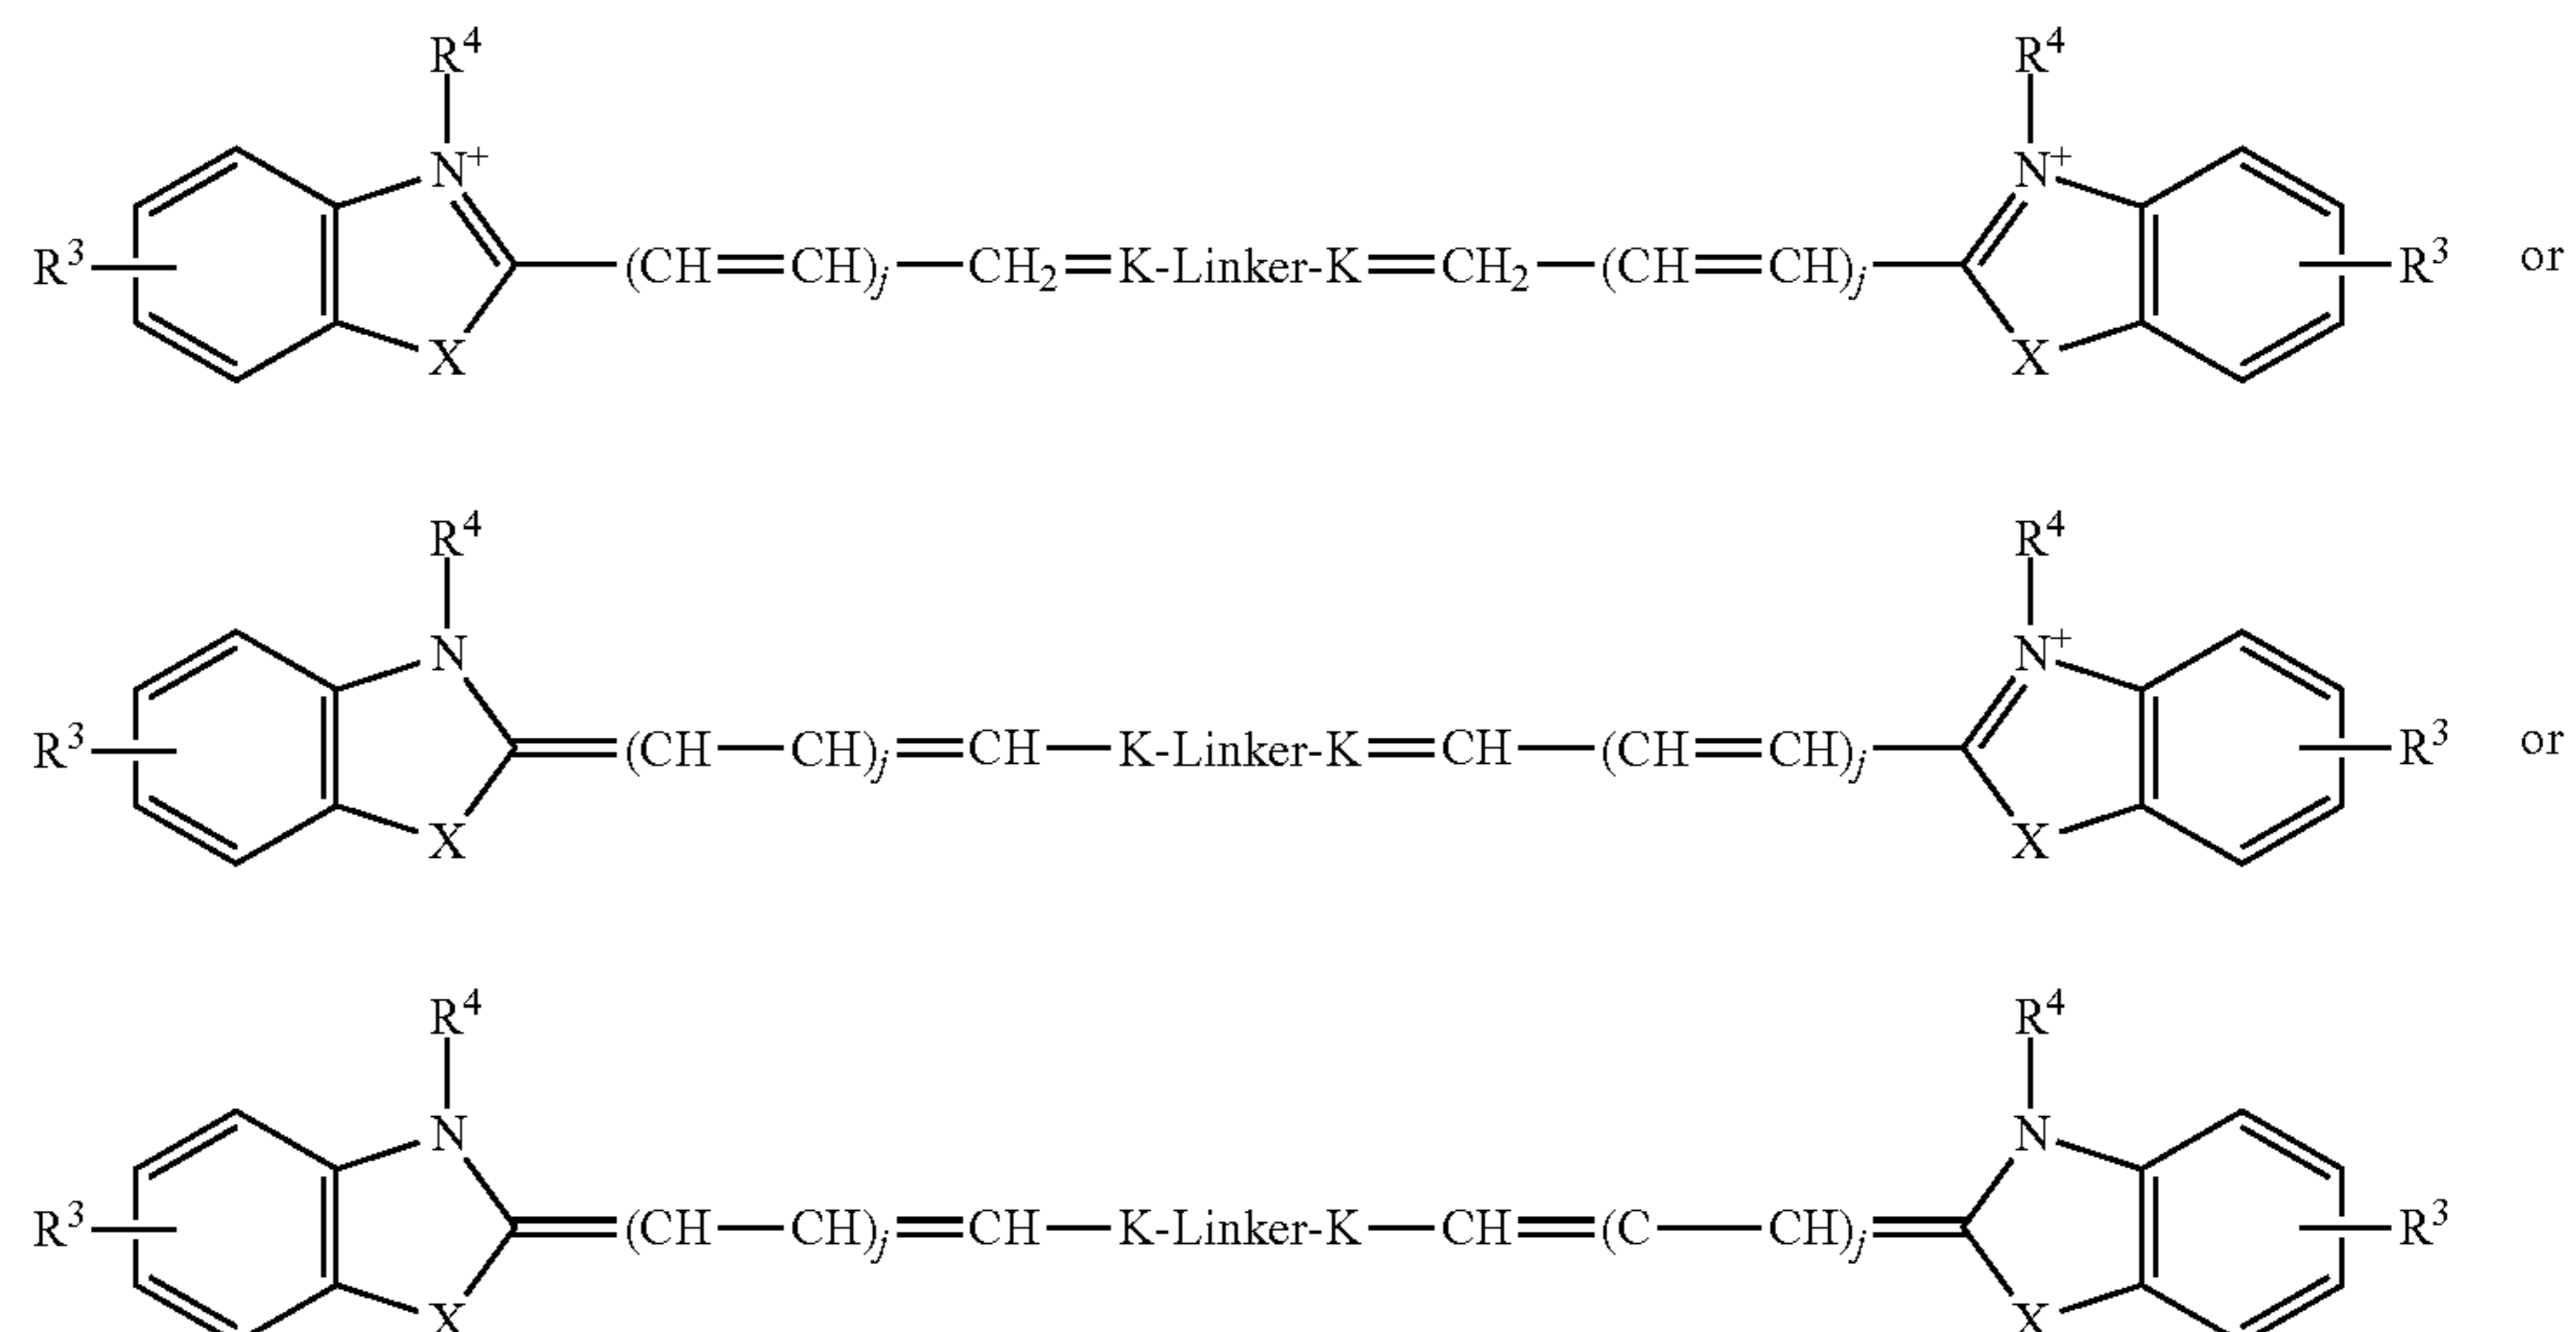 R⁴ R⁴
N⁺ N⁺
R³ (CH CH)ⱼ CH₂ K-Linker-K CH₂ (CH CH)ⱼ R³ or
X X
R⁴ R⁴
N N⁺
R³ (CH CH)ⱼ CH K-Linker-K CH (CH CH)ⱼ R³ or
X X
R⁴ R⁴
N N
R³ (CH CH)ⱼ CH K-Linker-K CH (C CH)ⱼ R³
X X